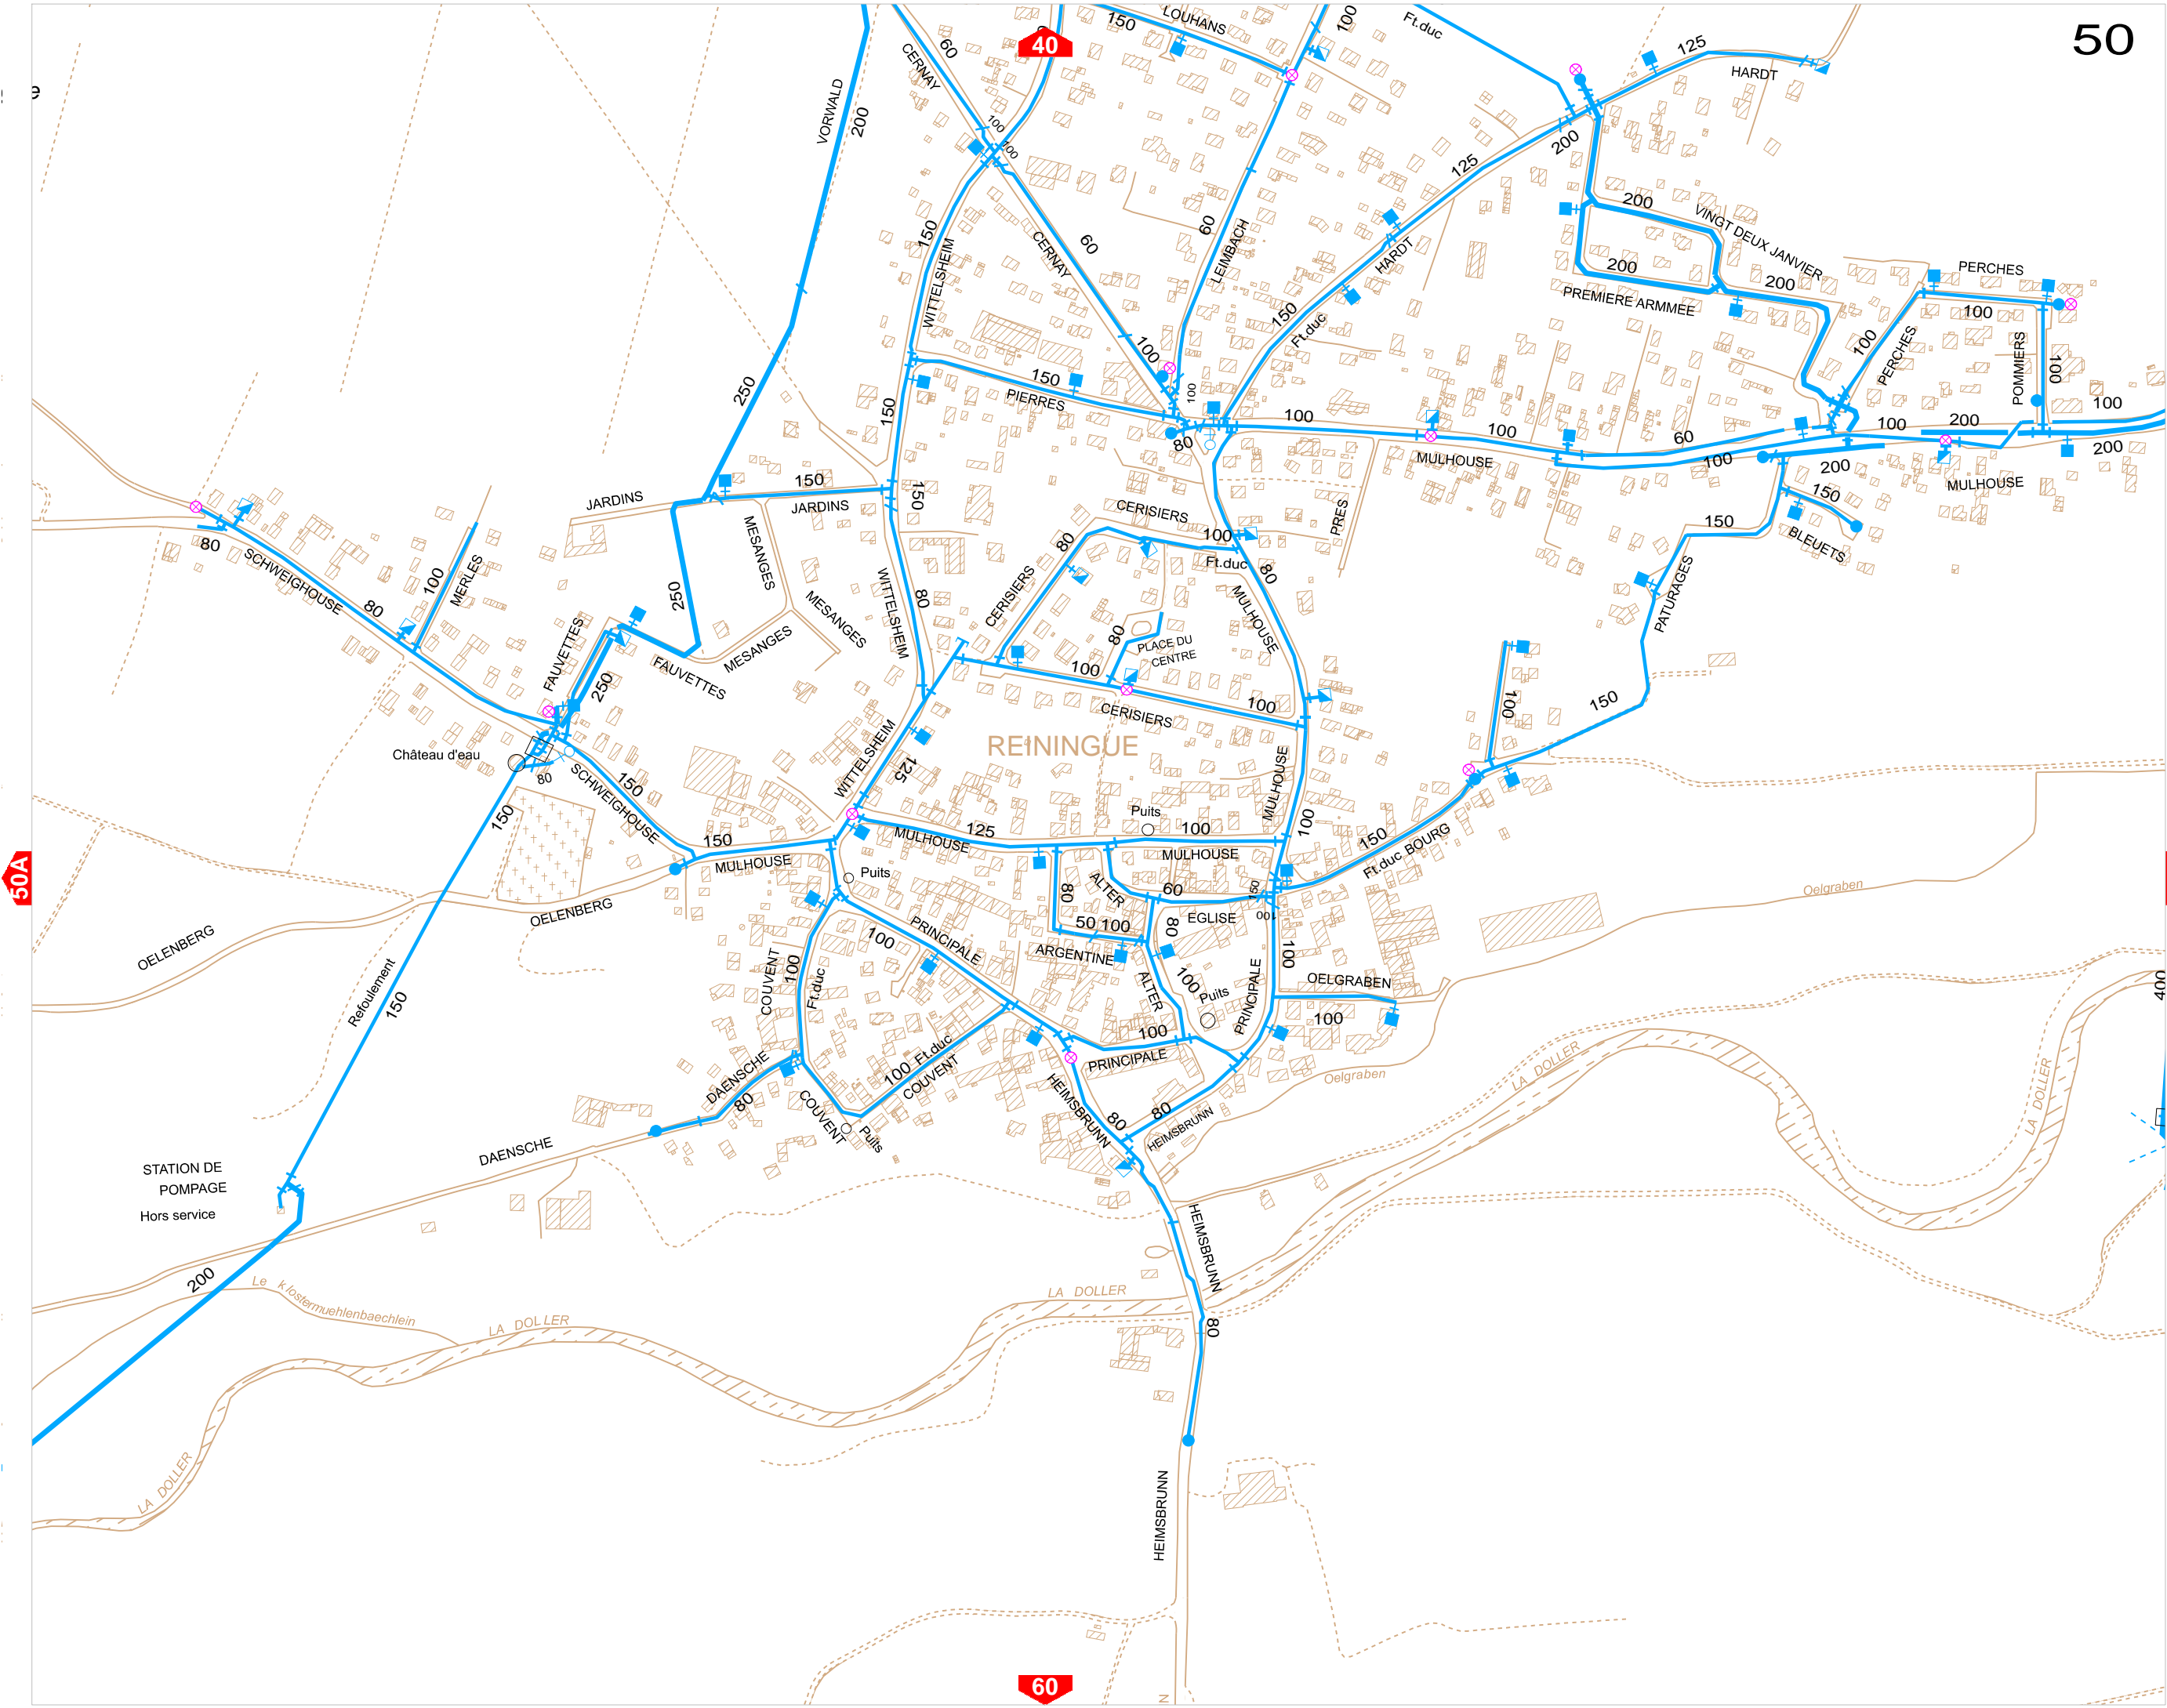 50
40
150
LOUHANS
100
Ft.duc
125
HARDT
CERNAY
60
VORWALD
200
100
100
200
125
150
WITTELSHEIM
CERNAY
60
60
LEIMBACH
HARDT
150
Ft.duc
200
VINGT DEUX JANVIER
200
200
PREMIERE ARMMEE
PERCHES
100
100
PERCHES
POMMIERS
100
250
150
150
PIERRES
100
100
80
100
100
MULHOUSE
60
100
100
200
100
200
200
MULHOUSE
150
BLEUETS
150
PATURAGES
150
JARDINS
150
JARDINS
150
MESANGES
MESANGES
MESANGES
250
80
WITTELSHEIM
CERISIERS
100
Ft.duc
80
CERISIERS
PRES
80
MULHOUSE
80
PLACE DU
CENTRE
100
100
CERISIERS
80
SCHWEIGHOUSE
80
100
MERLES
FAUVETTES
250
FAUVETTES
Château d'eau
80
150
SCHWEIGHOUSE
150
150
MULHOUSE
WITTELSHEIM
125
REININGUE
MULHOUSE
100
100
Puits
125
MULHOUSE
100
MULHOUSE
150
Ft.duc BOURG
50A
Puits
80
ALTER
60
150
100
EGLISE
80
50
100
ARGENTINE
OELENBERG
OELENBERG
PRINCIPALE
100
COUVENT
100
Ft.duc
ALTER
100
Puits
PRINCIPALE
100
OELGRABEN
100
Oelgraben
Oelgraben
400
Refoulement
150
100
PRINCIPALE
100 Ft.duc
COUVENT
COUVENT
Puits
DAENSCHE
80
DAENSCHE
HEIMSBRUNN
80
80
HEIMSBRUNN
LA DOLLER
LA DOLLER
STATION DE
POMPAGE
Hors service
200
Le klostermuehlenbaechlein
LA DOLLER
LA DOLLER
LA DOLLER
HEIMSBRUNN
80
HEIMSBRUNN
60